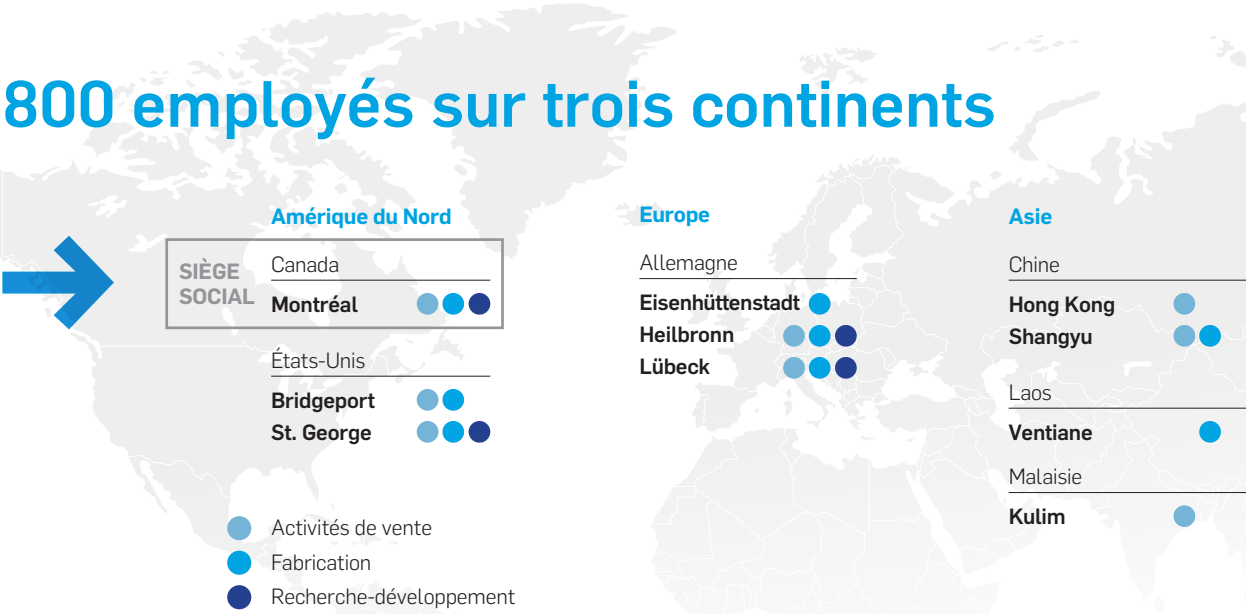 800 employés sur trois continents
Amérique du Nord
SIÈGE
SOCIAL
Canada
Montréal
États-Unis
Bridgeport
St. George
Europe
Allemagne
Eisenhüttenstadt
Heilbronn
Lübeck
Asie
Chine
Hong Kong
Shangyu
Laos
Ventiane
Malaisie
Kulim
Activités de vente
Fabrication
Recherche-développement